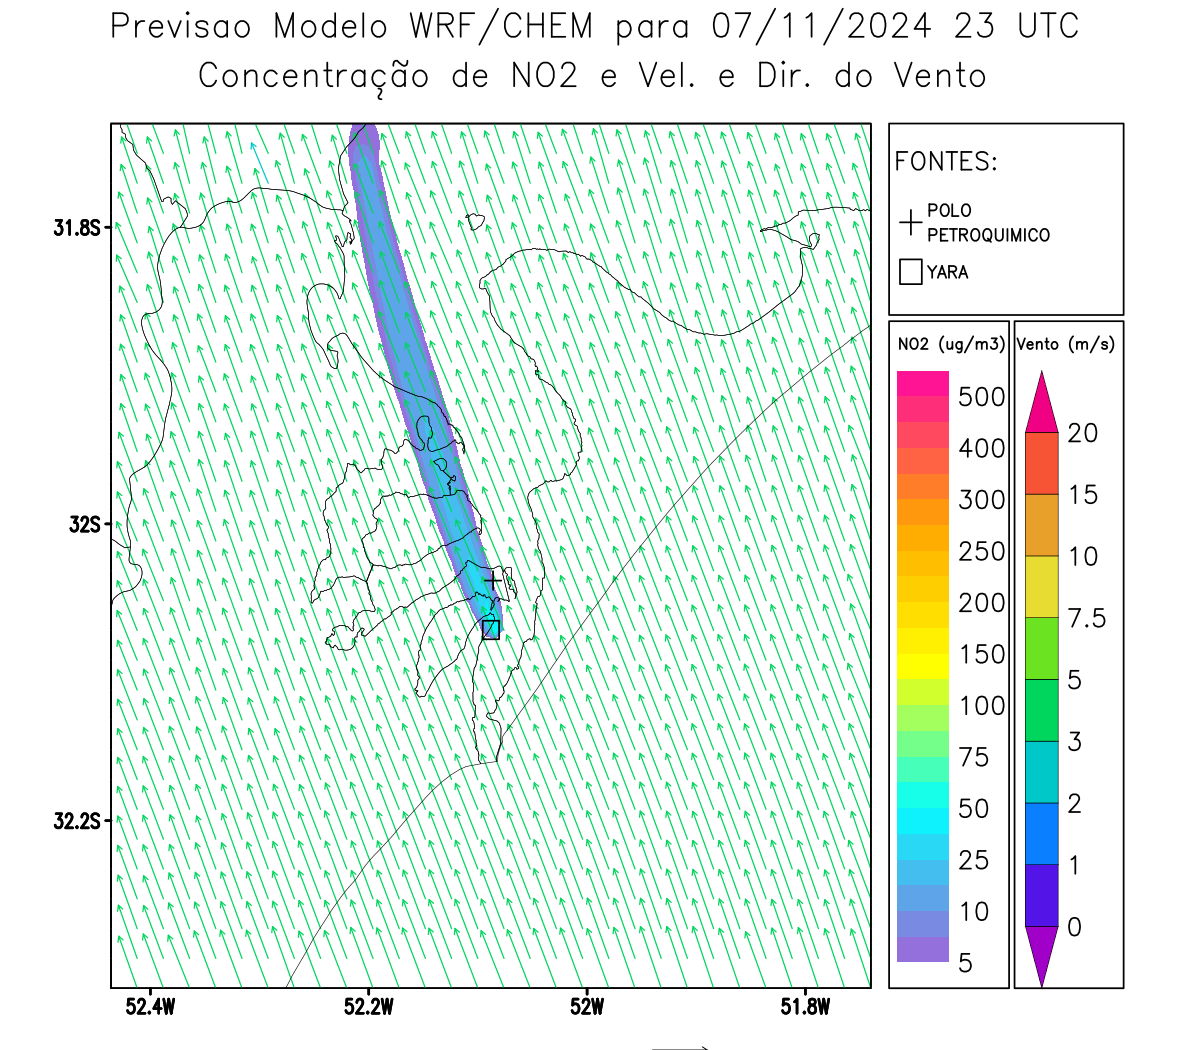 Previsao Modelo WRF/CHEM para 07/11/2024 23 UTC
Concentração de NO2 e Vel. e Dir. do Vento
FONTES:
POLO
PETROQUIMICO
YARA
NO2 (ug/m3)
500
400
300
250
200
150
100
75
50
25
10
5
Vento (m/s)
20
15
10
7.5
5
3
2
1
0
31.8S
32S
32.2S
52.4W
52.2W
52W
51.8W